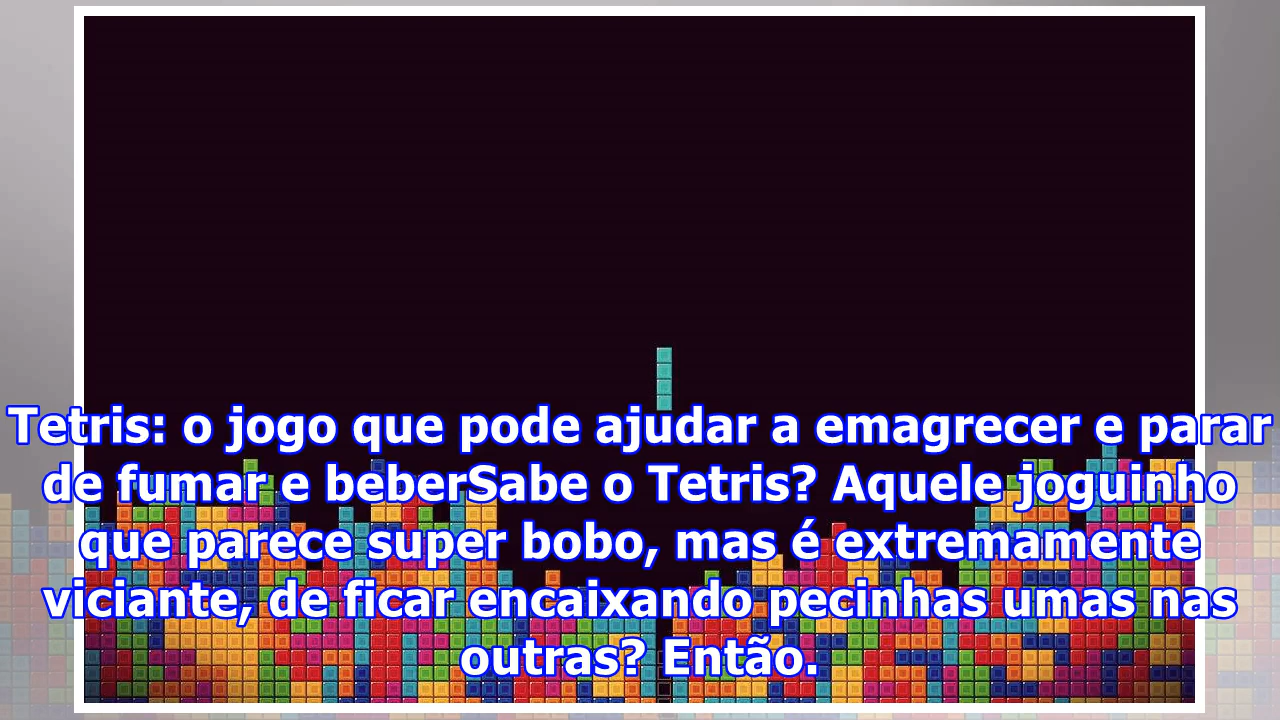 Tetris: o jogo que pode ajudar a emagrecer e parar
de fumar e beberSabe o Tetris? Aquele joguinho
que parece super bobo, mas é extremamente
viciante, de ficar encaixando pecinhas umas nas
outras? Então.